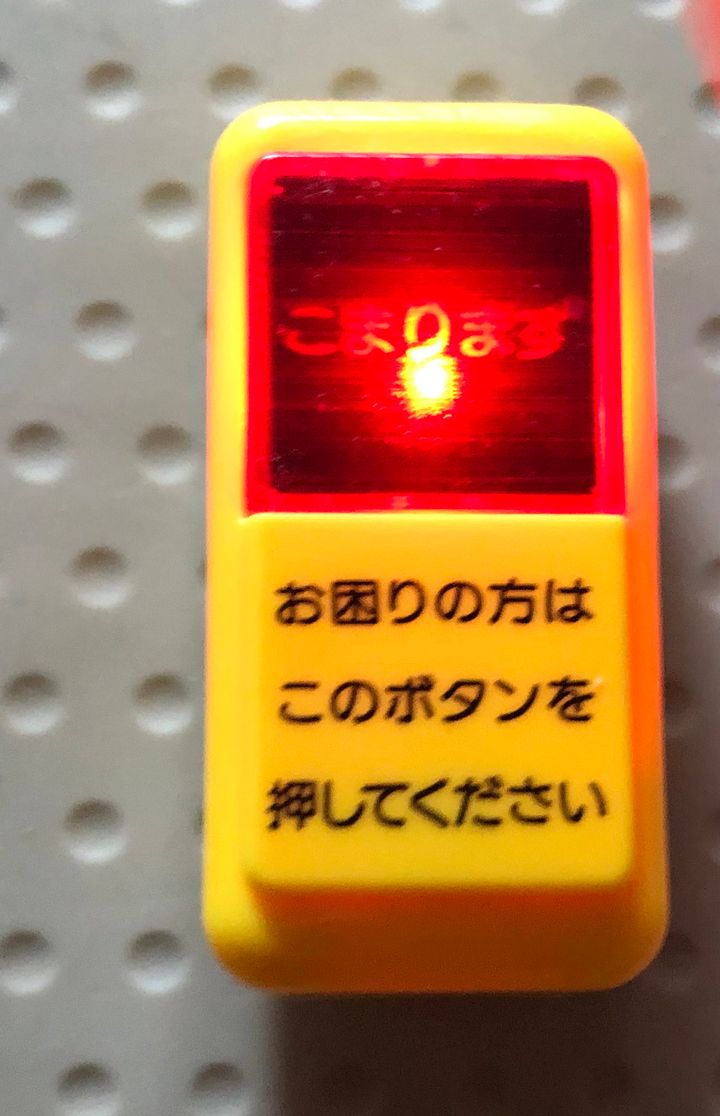 こまります
お困りの方は
このボタンを
押してください